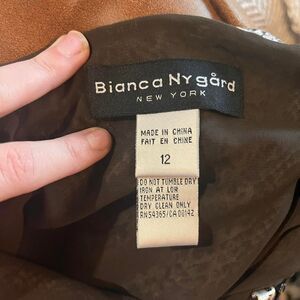 Bianca Nygård
NEW YORK
MADE IN CHINA
FAIT EN CHINE
12
DO NOT TUMBLE DRY
IRON AT LOR
TEMPERATURE
DRY CLEAN ONLY
RN54365/CA00142